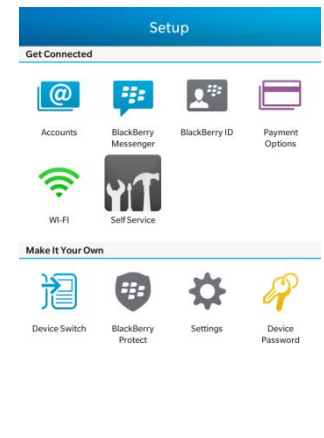 Setup
Get Connected
Accounts
BlackBerry
Messenger
BlackBerry ID
Payment
Options
WI-FI
Self Service
Make It Your Own
Device Switch
BlackBerry
Protect
Settings
Device
Password